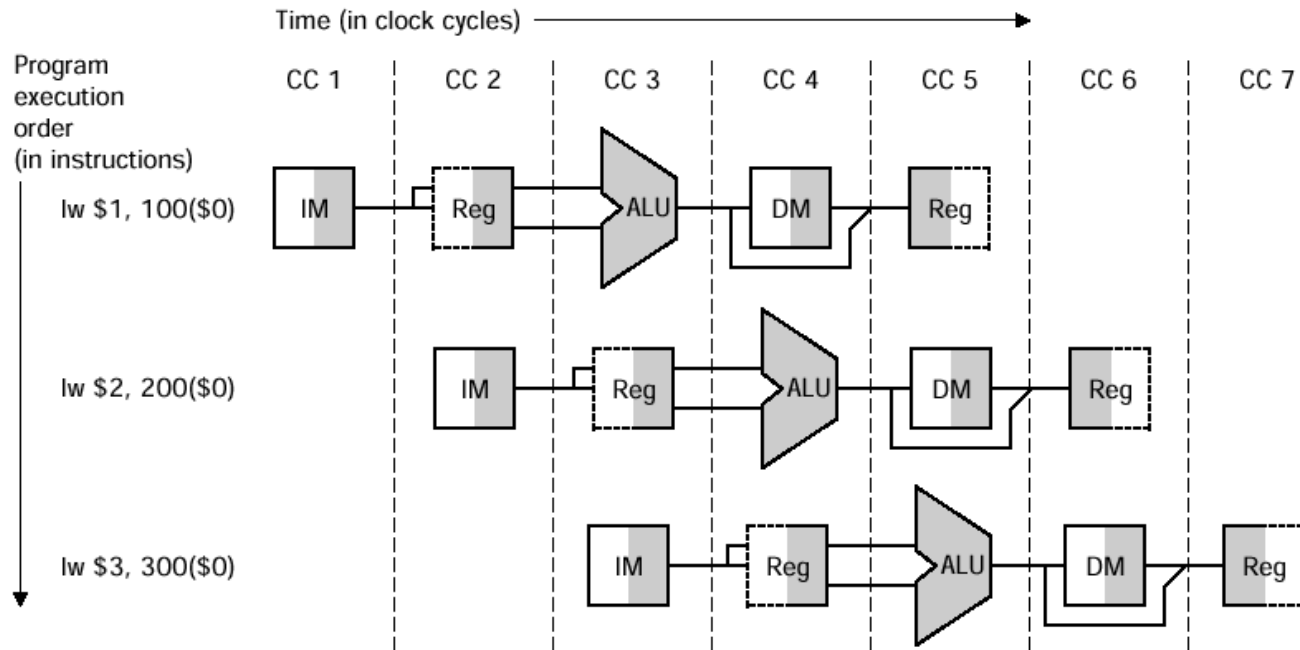 Time (in clock cycles)
Program
execution
order
(in instructions)
CC 1 CC 2 CC 3 CC 4 CC 5 CC 6 CC 7
lw $1, 100($0) IM Reg ALU DM Reg
lw $2, 200($0) IM Reg ALU DM Reg
lw $3, 300($0) IM Reg ALU DM Reg